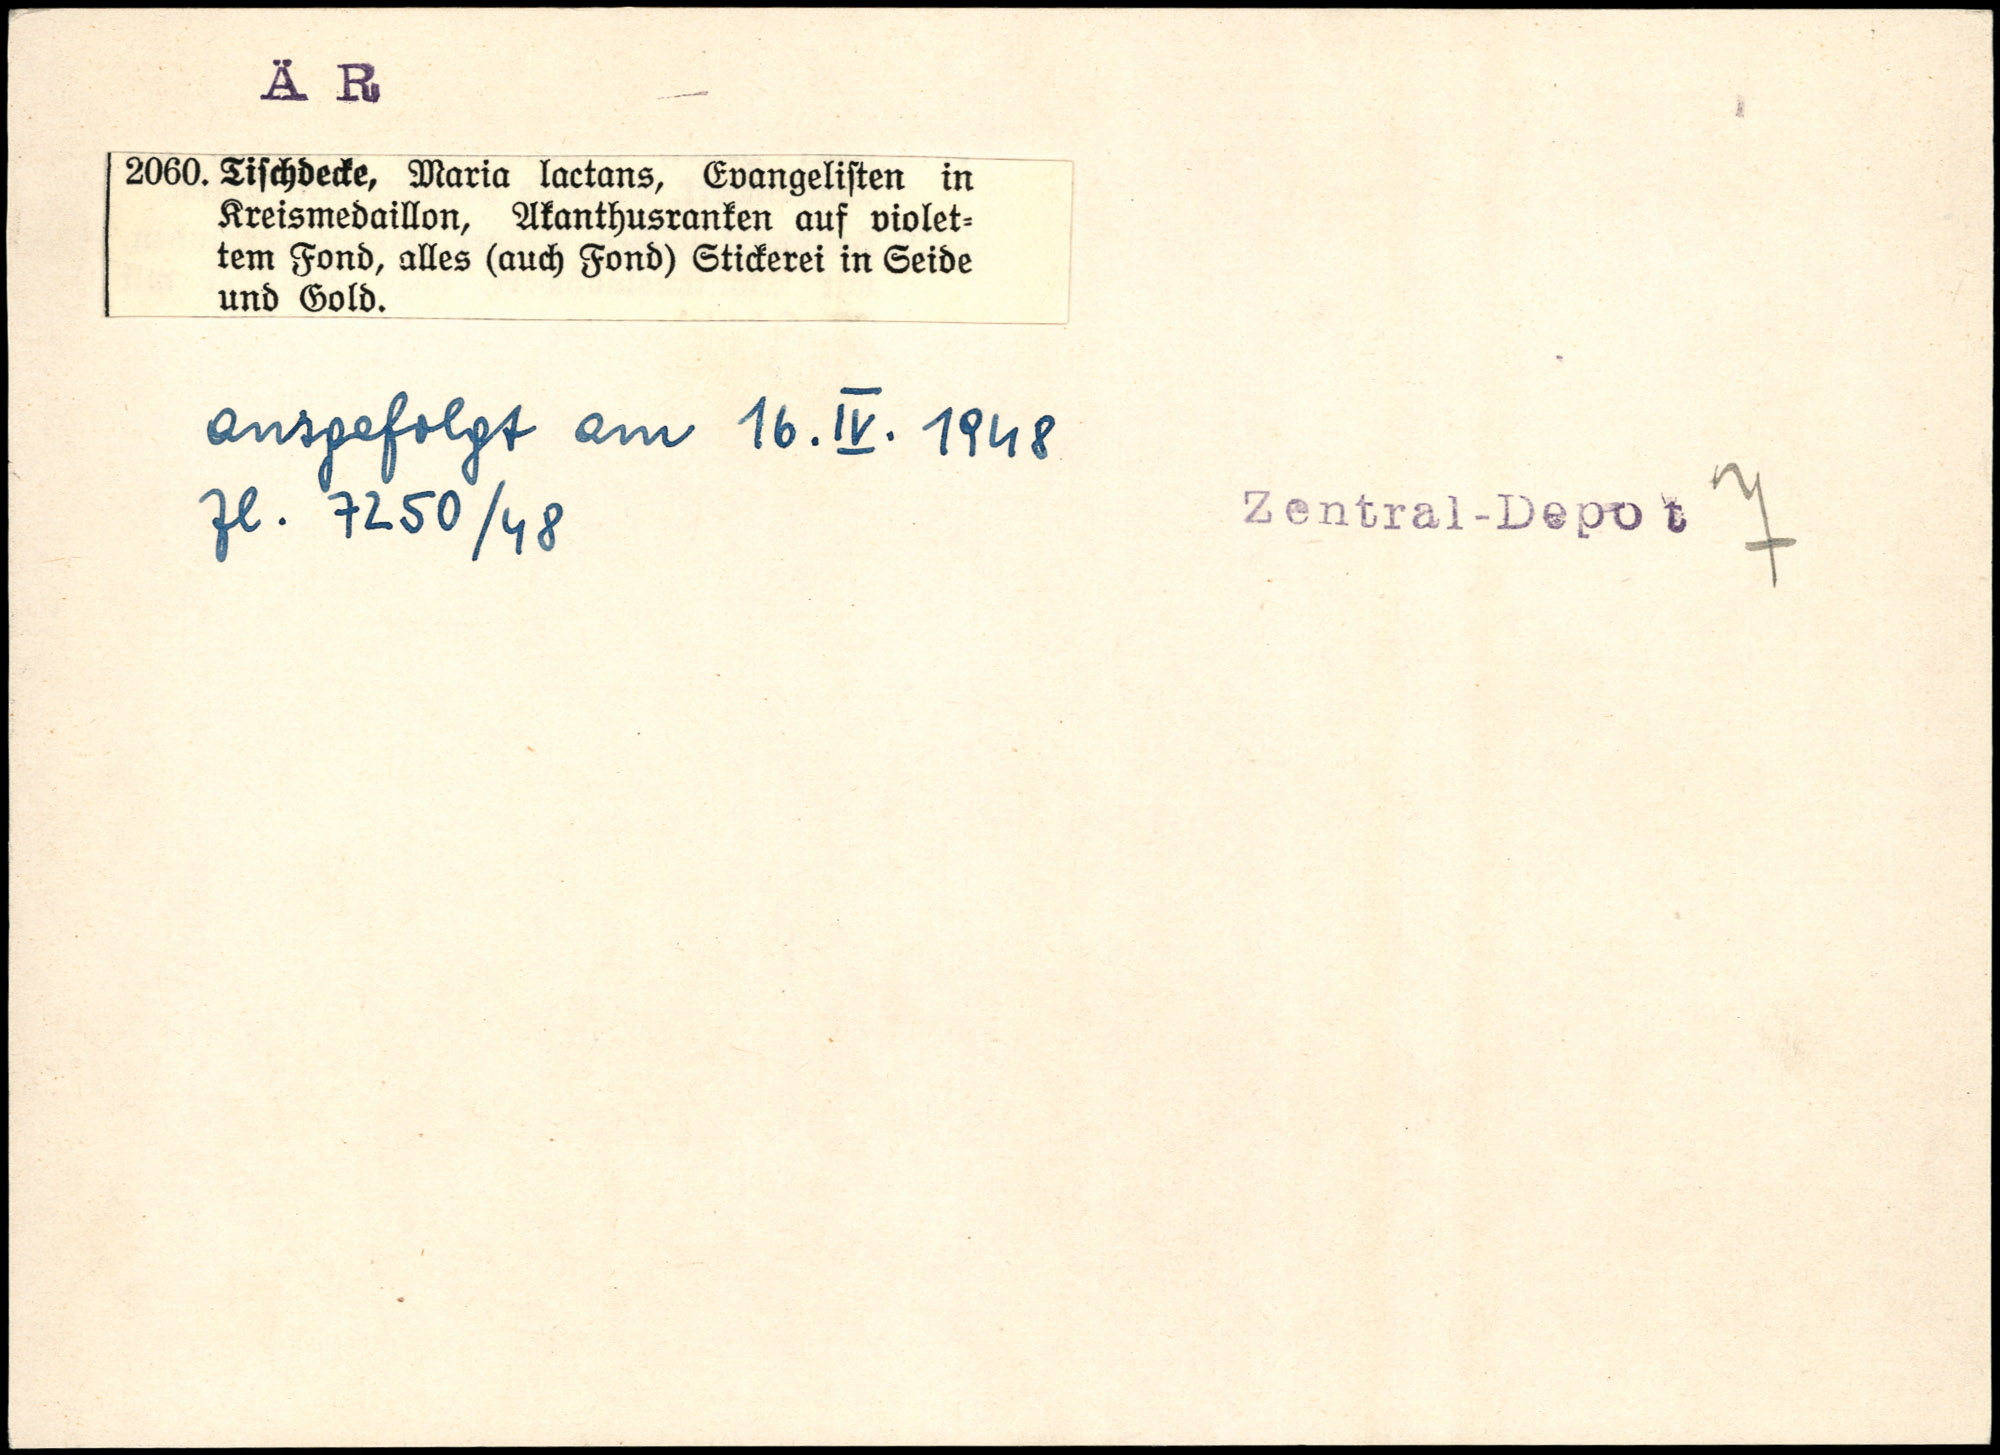 Ä R
2060. Tiſchdecke, Maria lactans, Evangeliſten in
Kreismedaillon, Akanthusranken auf violet⸗
tem Fond, alles (auch Fond) Stickerei in Seide
und Gold.
ausgefolgt am 16. IV. 1948
Zl. 7250/48
Zentral-Depot 7